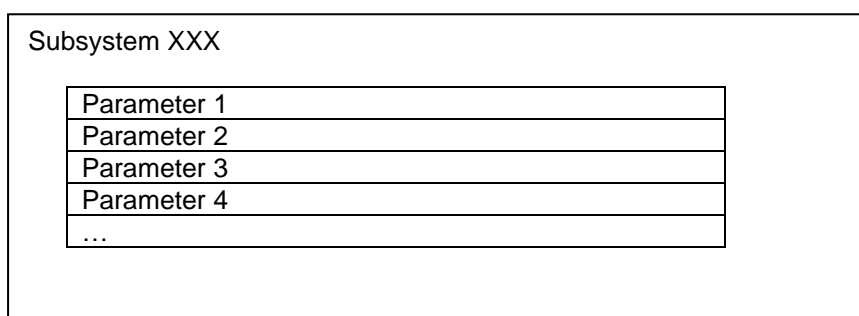 Subsystem XXX
Parameter 1
Parameter 2
Parameter 3
Parameter 4
…